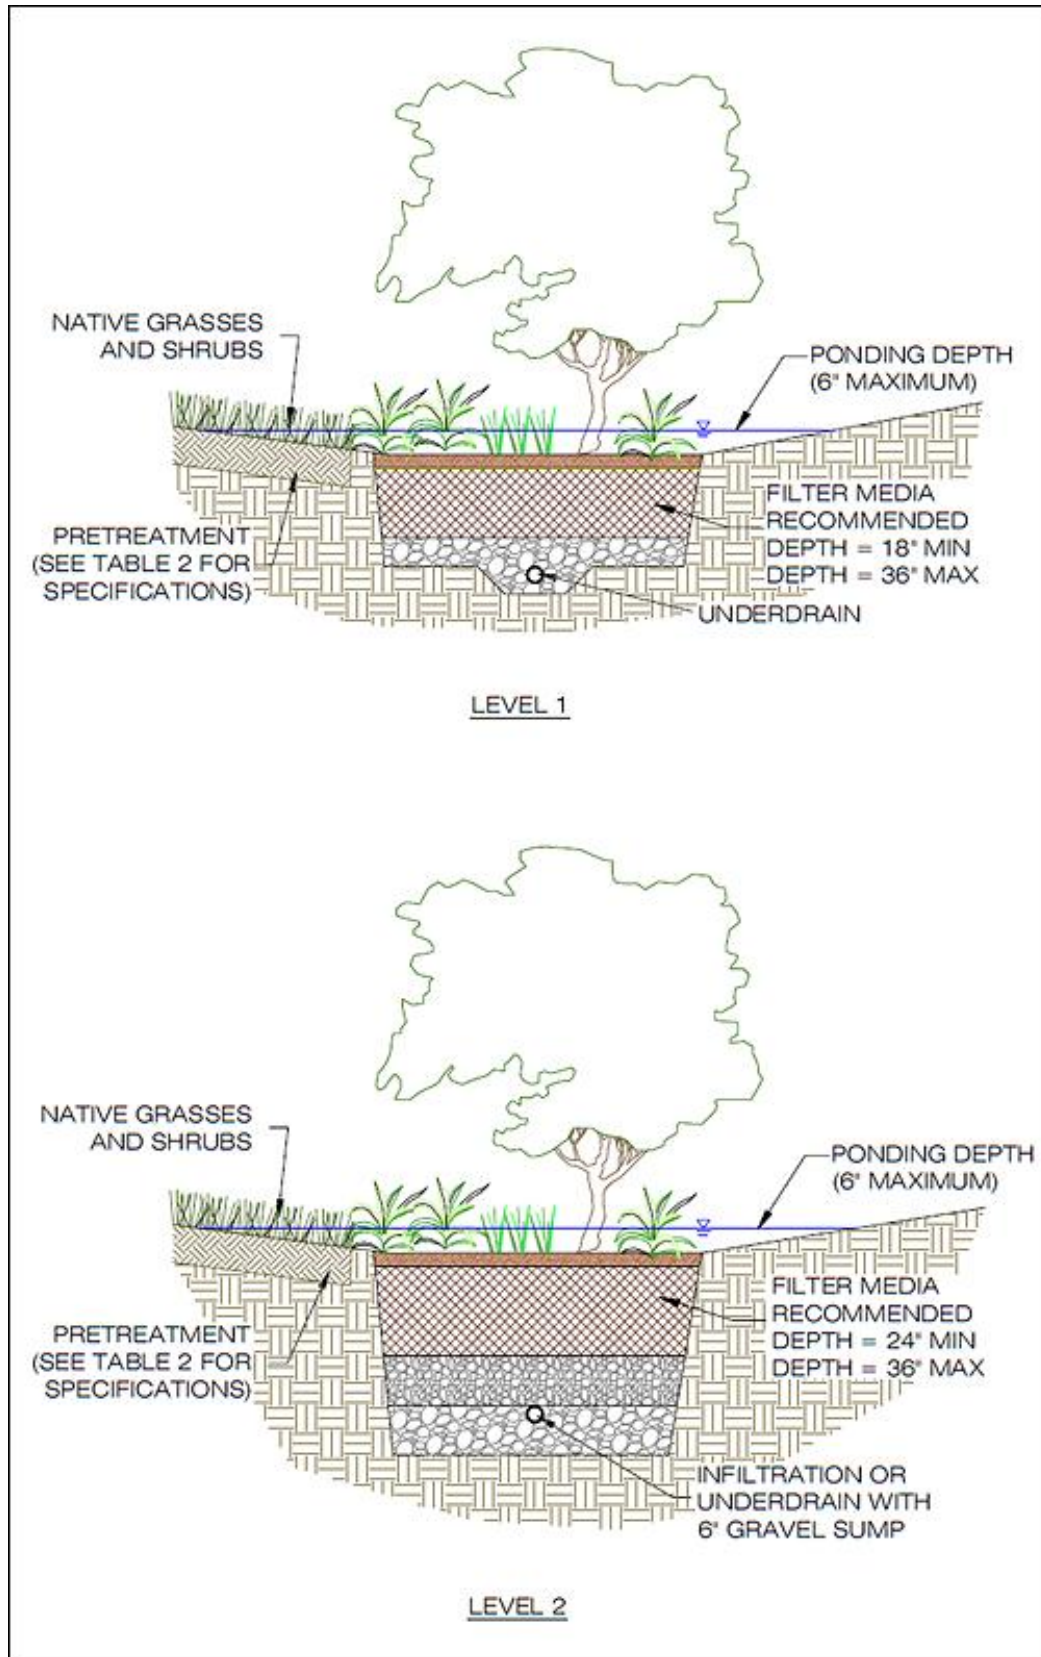 NATIVE GRASSES
AND SHRUBS
PONDING DEPTH
(6" MAXIMUM)
PRETREATMENT
(SEE TABLE 2 FOR
SPECIFICATIONS)
FILTER MEDIA
RECOMMENDED
DEPTH = 18" MIN
DEPTH = 36" MAX
UNDERDRAIN
LEVEL 1
NATIVE GRASSES
AND SHRUBS
PONDING DEPTH
(6" MAXIMUM)
PRETREATMENT
(SEE TABLE 2 FOR
SPECIFICATIONS)
FILTER MEDIA
RECOMMENDED
DEPTH = 24" MIN
DEPTH = 36" MAX
INFILTRATION OR
UNDERDRAIN WITH
6" GRAVEL SUMP
LEVEL 2